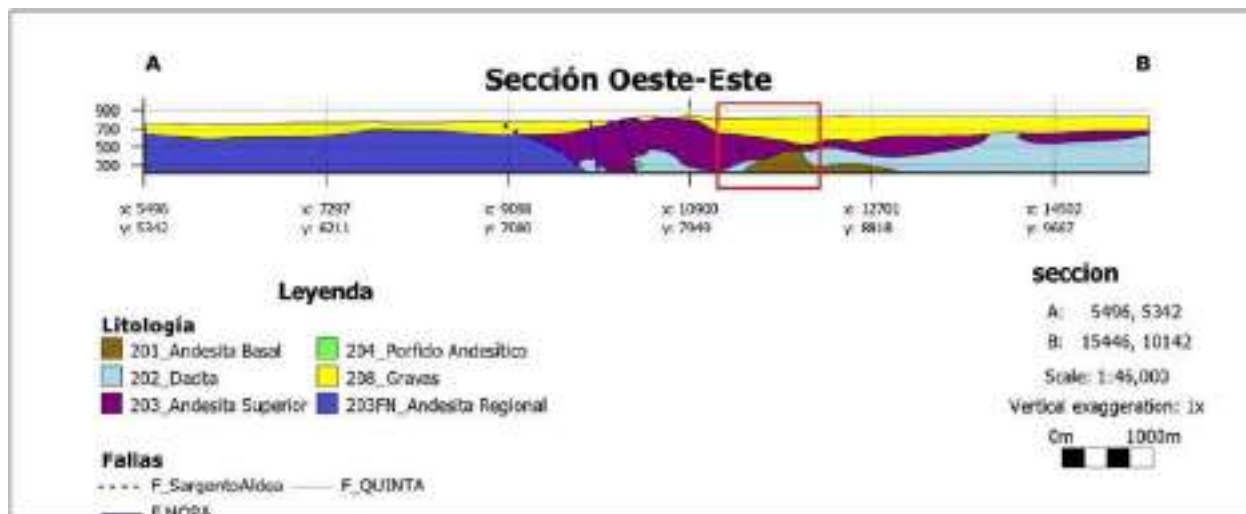 A
B
Sección Oeste-Este
900
700
500
300
x: 5496 x: 7297 x: 9098 x: 10900 x: 12701 x: 14502
y: 5342 y: 6211 y: 7080 y: 7949 y: 8818 y: 9687
Leyenda
Litología
201_Andesita Basal 204_Porfido Andesítico
202_Dacita 208_Gravas
203_Andesita Superior 203FN_Andesita Regional
Fallas
F_SargentoAldea F_QUINTA
seccion
A: 5496, 5342
B: 15446, 10142
Scale: 1:46,000
Vertical exaggeration: 1x
0m 1000m